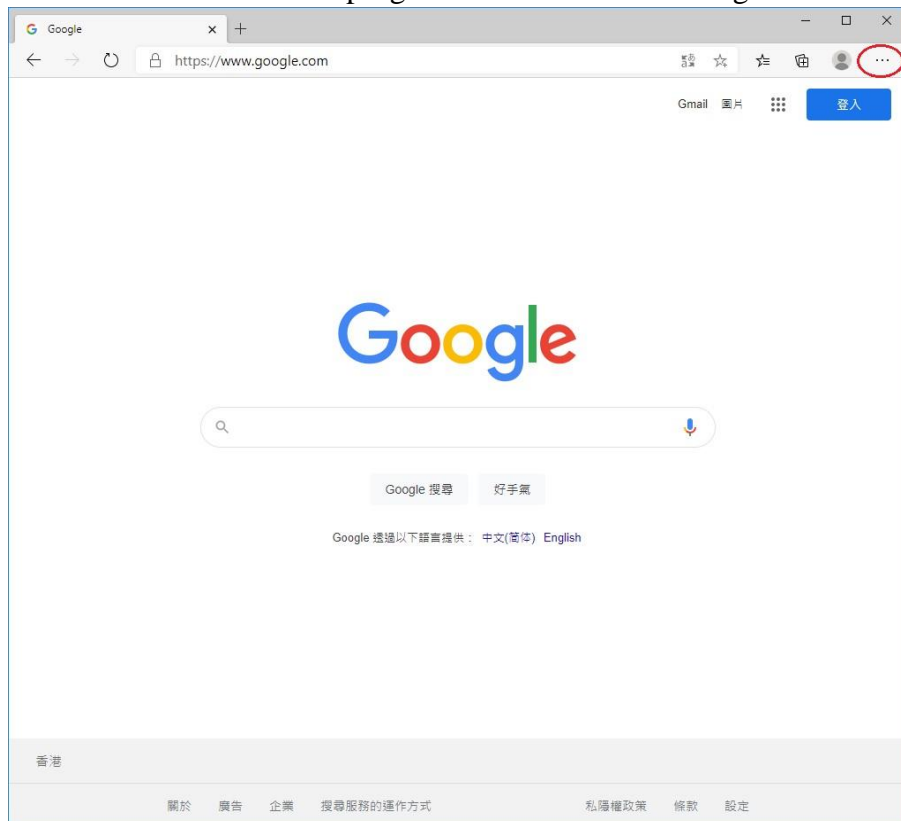 Google
https://www.google.com
Gmail 圖片 登入
Google
Google 搜尋 好手氣
Google 透過以下語言提供： 中文(简体) English
香港
關於 廣告 企業 搜尋服務的運作方式 私隱權政策 條款 設定